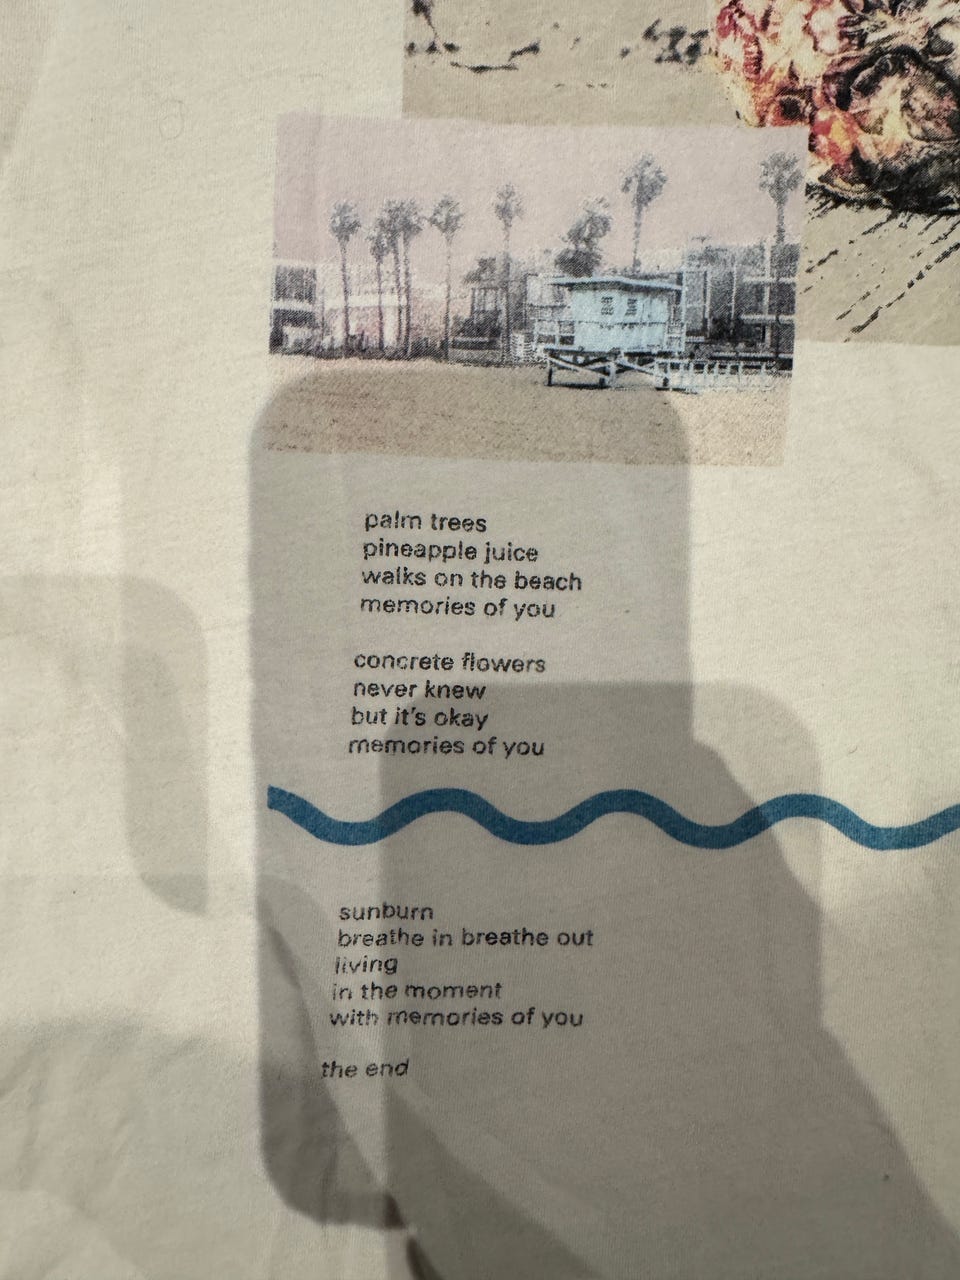 palm trees
pineapple juice
walks on the beach
memories of you
concrete flowers
never knew
but it's okay
memories of you
sunburn
breathe in breathe out
living
in the moment
with memories of you
the end